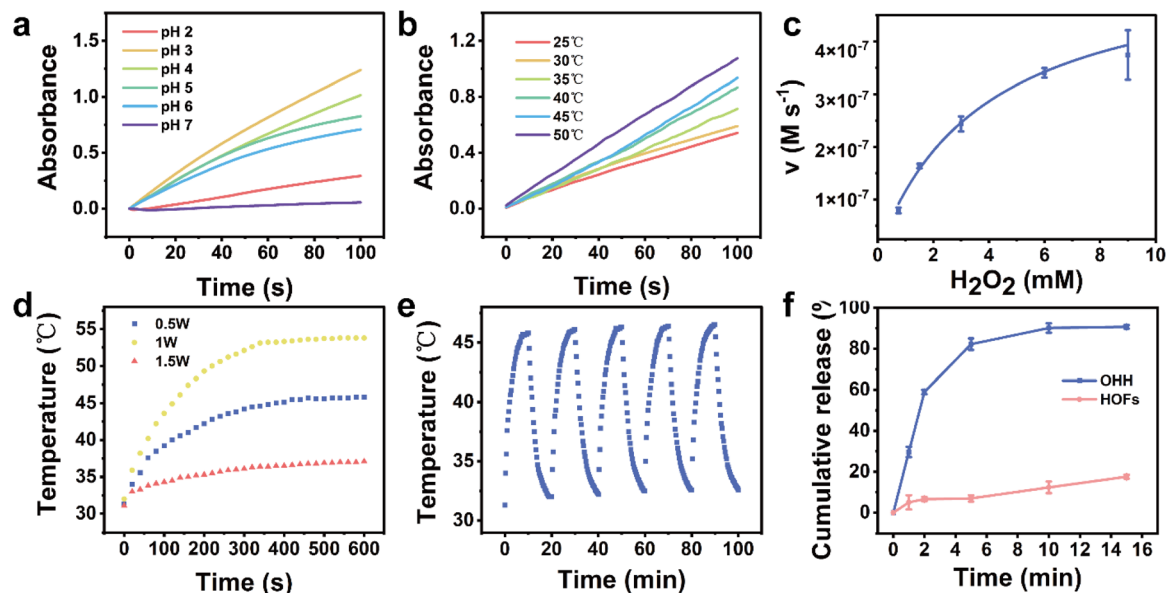 a
Absorbance
1.5
1.0
0.5
0.0
pH 2
pH 3
pH 4
pH 5
pH 6
pH 7
0 20 40 60 80 100
Time (s)
b
Absorbance
1.2
0.8
0.4
0.0
25℃
30℃
35℃
40℃
45℃
50℃
0 20 40 60 80 100
Time (s)
c
v (M s⁻¹)
4×10⁻⁷
3×10⁻⁷
2×10⁻⁷
1×10⁻⁷
0 2 4 6 8 10
H₂O₂ (mM)
d
Temperature (℃)
55
50
45
40
35
30
0.5W
1W
1.5W
0 100 200 300 400 500 600
Time (s)
e
Temperature (℃)
45
40
35
30
0 20 40 60 80 100
Time (min)
f
Cumulative release (%
100
80
60
40
20
0
OHH
HOFs
0 2 4 6 8 10 12 14 16
Time (min)